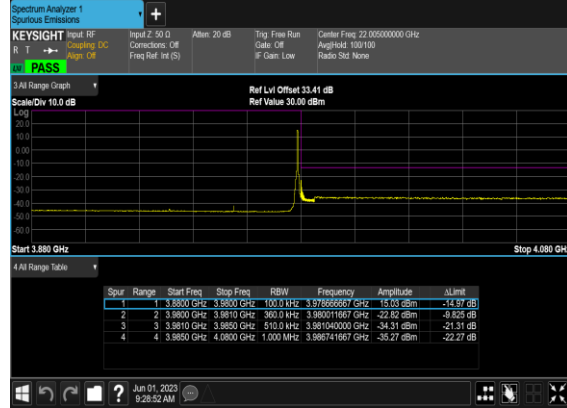 Spectrum Analyzer 1
Spurious Emissions
+
KEYSIGHT Input: RF Input Z: 50 Ω Atten: 20 dB Trig: Free Run Center Freq: 22.005000000 GHz
R T Coupling: DC Corrections: Off Gate: Off Avg|Hold: 100/100
Align: Off Freq Ref: Int (S) IF Gain: Low Radio Std: None
PASS
3 All Range Graph
Ref Lvl Offset 33.41 dB
Scale/Div 10.0 dB Ref Value 30.00 dBm
Log
20.0
10.0
0.00
-10.0
-20.0
-30.0
-40.0
-50.0
-60.0
Start 3.880 GHz Stop 4.080 GHz
4 All Range Table
Spur Range Start Freq Stop Freq RBW Frequency Amplitude ΔLimit
1 1 3.8800 GHz 3.9800 GHz 100.0 kHz 3.978666667 GHz 15.03 dBm -14.97 dB
2 2 3.9800 GHz 3.9810 GHz 360.0 kHz 3.980011667 GHz -22.82 dBm -9.825 dB
3 3 3.9810 GHz 3.9850 GHz 510.0 kHz 3.981040000 GHz -34.31 dBm -21.31 dB
4 4 3.9850 GHz 4.0800 GHz 1.000 MHz 3.986741667 GHz -35.27 dBm -22.27 dB
? Jun 01, 2023
9:28:52 AM